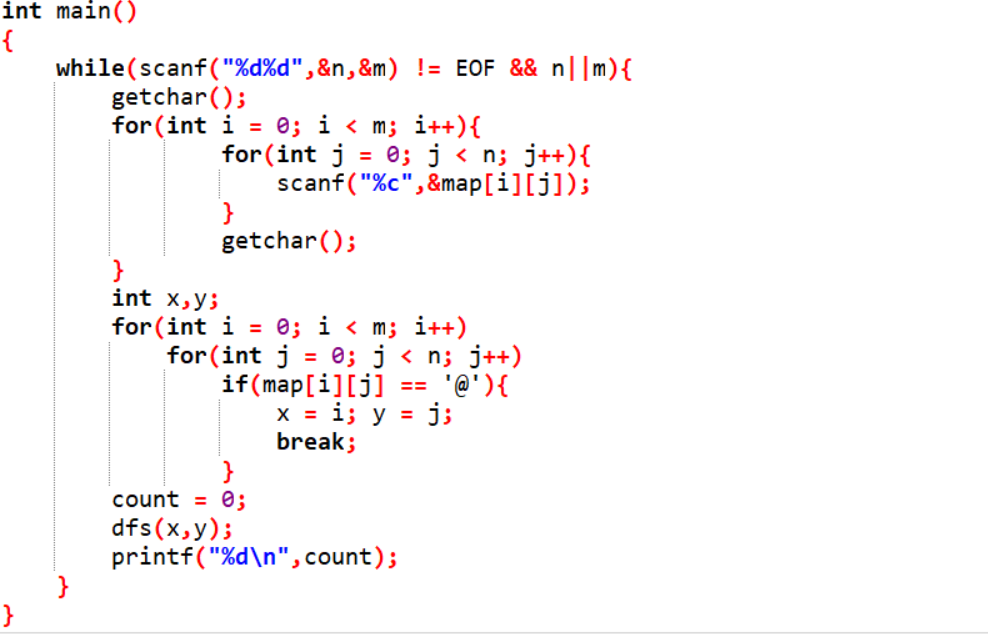 int main()
{
    while(scanf("%d%d",&n,&m) != EOF && n||m){
        getchar();
        for(int i = 0; i < m; i++){
                for(int j = 0; j < n; j++){
                    scanf("%c",&map[i][j]);
                }
                getchar();
        }
        int x,y;
        for(int i = 0; i < m; i++)
            for(int j = 0; j < n; j++)
                if(map[i][j] == '@'){
                    x = i; y = j;
                    break;
                }
        count = 0;
        dfs(x,y);
        printf("%d\n",count);
    }
}